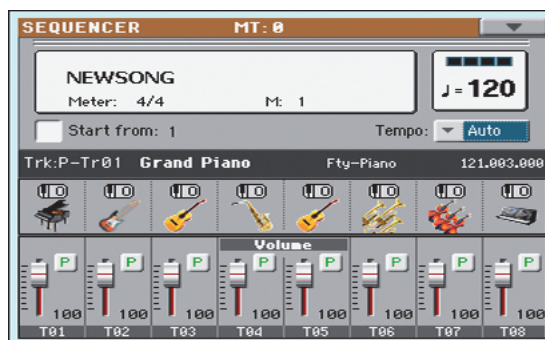 SEQUENCER MT: 0
NEWSONG
Meter: 4/4 M: 1
♩ = 120
Start from: 1 Tempo: Auto
Trk:P-Tr01 Grand Piano Fty-Piano 121.003.000
Volume
P P P P P P P P
100 100 100 100 100 100 100 100
T01 T02 T03 T04 T05 T06 T07 T08